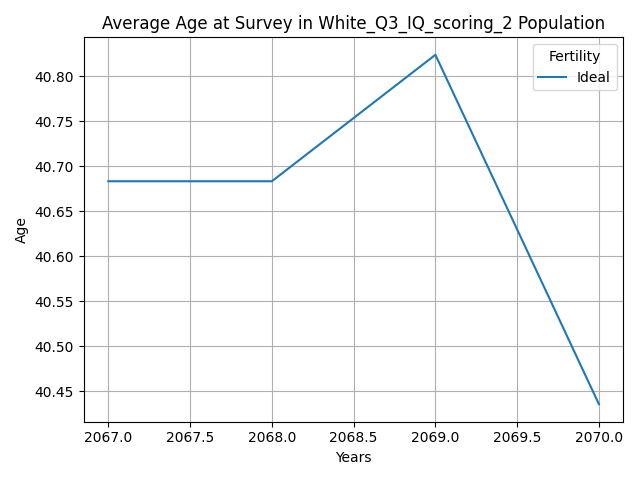 Average Age at Survey in White_Q3_IQ_scoring_2 Population
Fertility
Ideal
40.80
40.75
40.70
40.65
40.60
40.55
40.50
40.45
Age
2067.0 2067.5 2068.0 2068.5 2069.0 2069.5 2070.0
Years